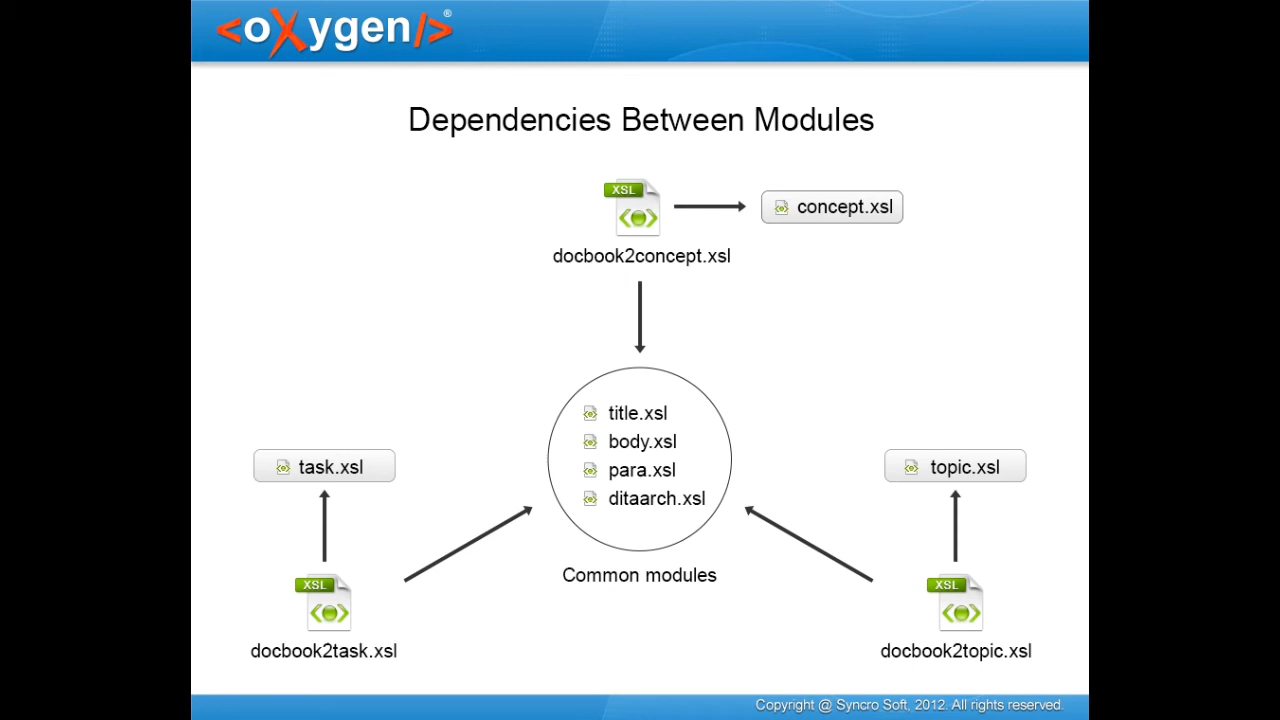 <oXygen/>®
Dependencies Between Modules
XSL
concept.xsl
docbook2concept.xsl
title.xsl
body.xsl
para.xsl
ditaarch.xsl
Common modules
task.xsl
XSL
docbook2task.xsl
topic.xsl
XSL
docbook2topic.xsl
Copyright @ Syncro Soft, 2012. All rights reserved.